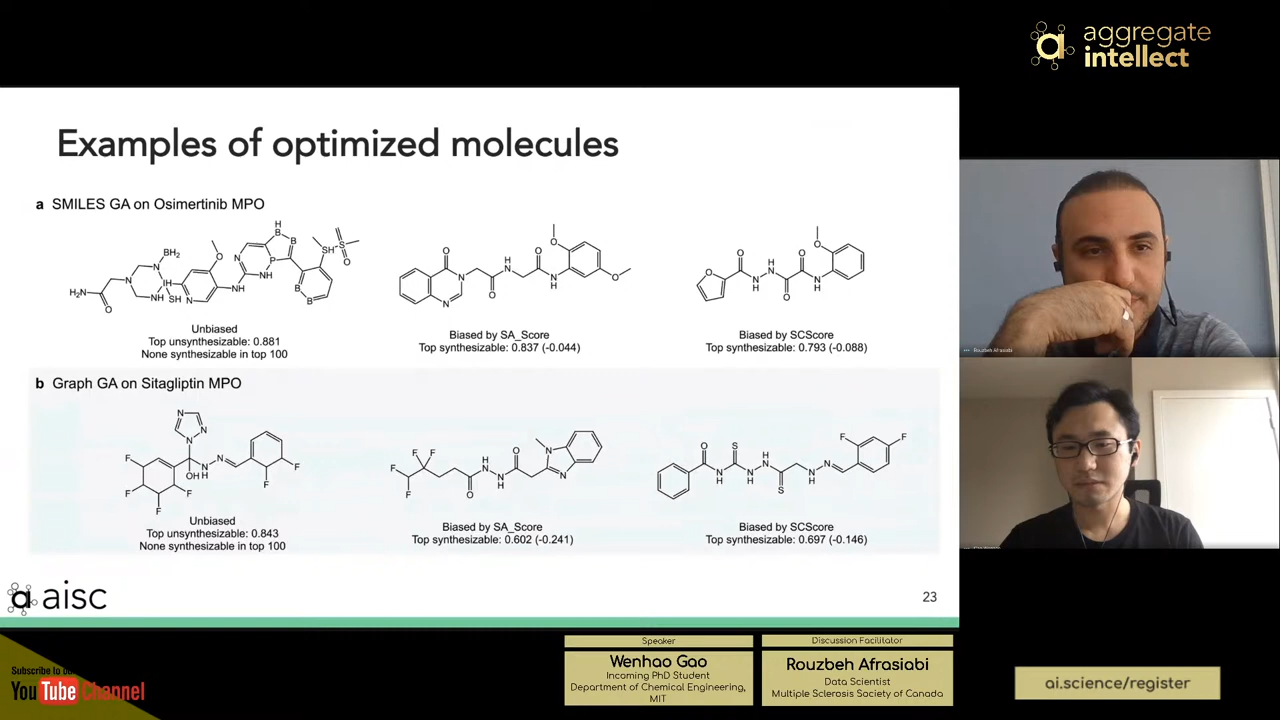 aggregate
intellect
Examples of optimized molecules
a SMILES GA on Osimertinib MPO
Unbiased
Top unsynthesizable: 0.881
None synthesizable in top 100
Biased by SA_Score
Top synthesizable: 0.837 (-0.044)
Biased by SCScore
Top synthesizable: 0.793 (-0.088)
b Graph GA on Sitagliptin MPO
Unbiased
Top unsynthesizable: 0.843
None synthesizable in top 100
Biased by SA_Score
Top synthesizable: 0.602 (-0.241)
Biased by SCScore
Top synthesizable: 0.697 (-0.146)
Rouzbeh Afrasiabi
a aisc
23
Subscribe to
YouTube Channel
Speaker
Wenhao Gao
Incoming PhD Student
Department of Chemical Engineering,
MIT
Discussion Facilitator
Rouzbeh Afrasiabi
Data Scientist
Multiple Sclerosis Society of Canada
ai.science/register